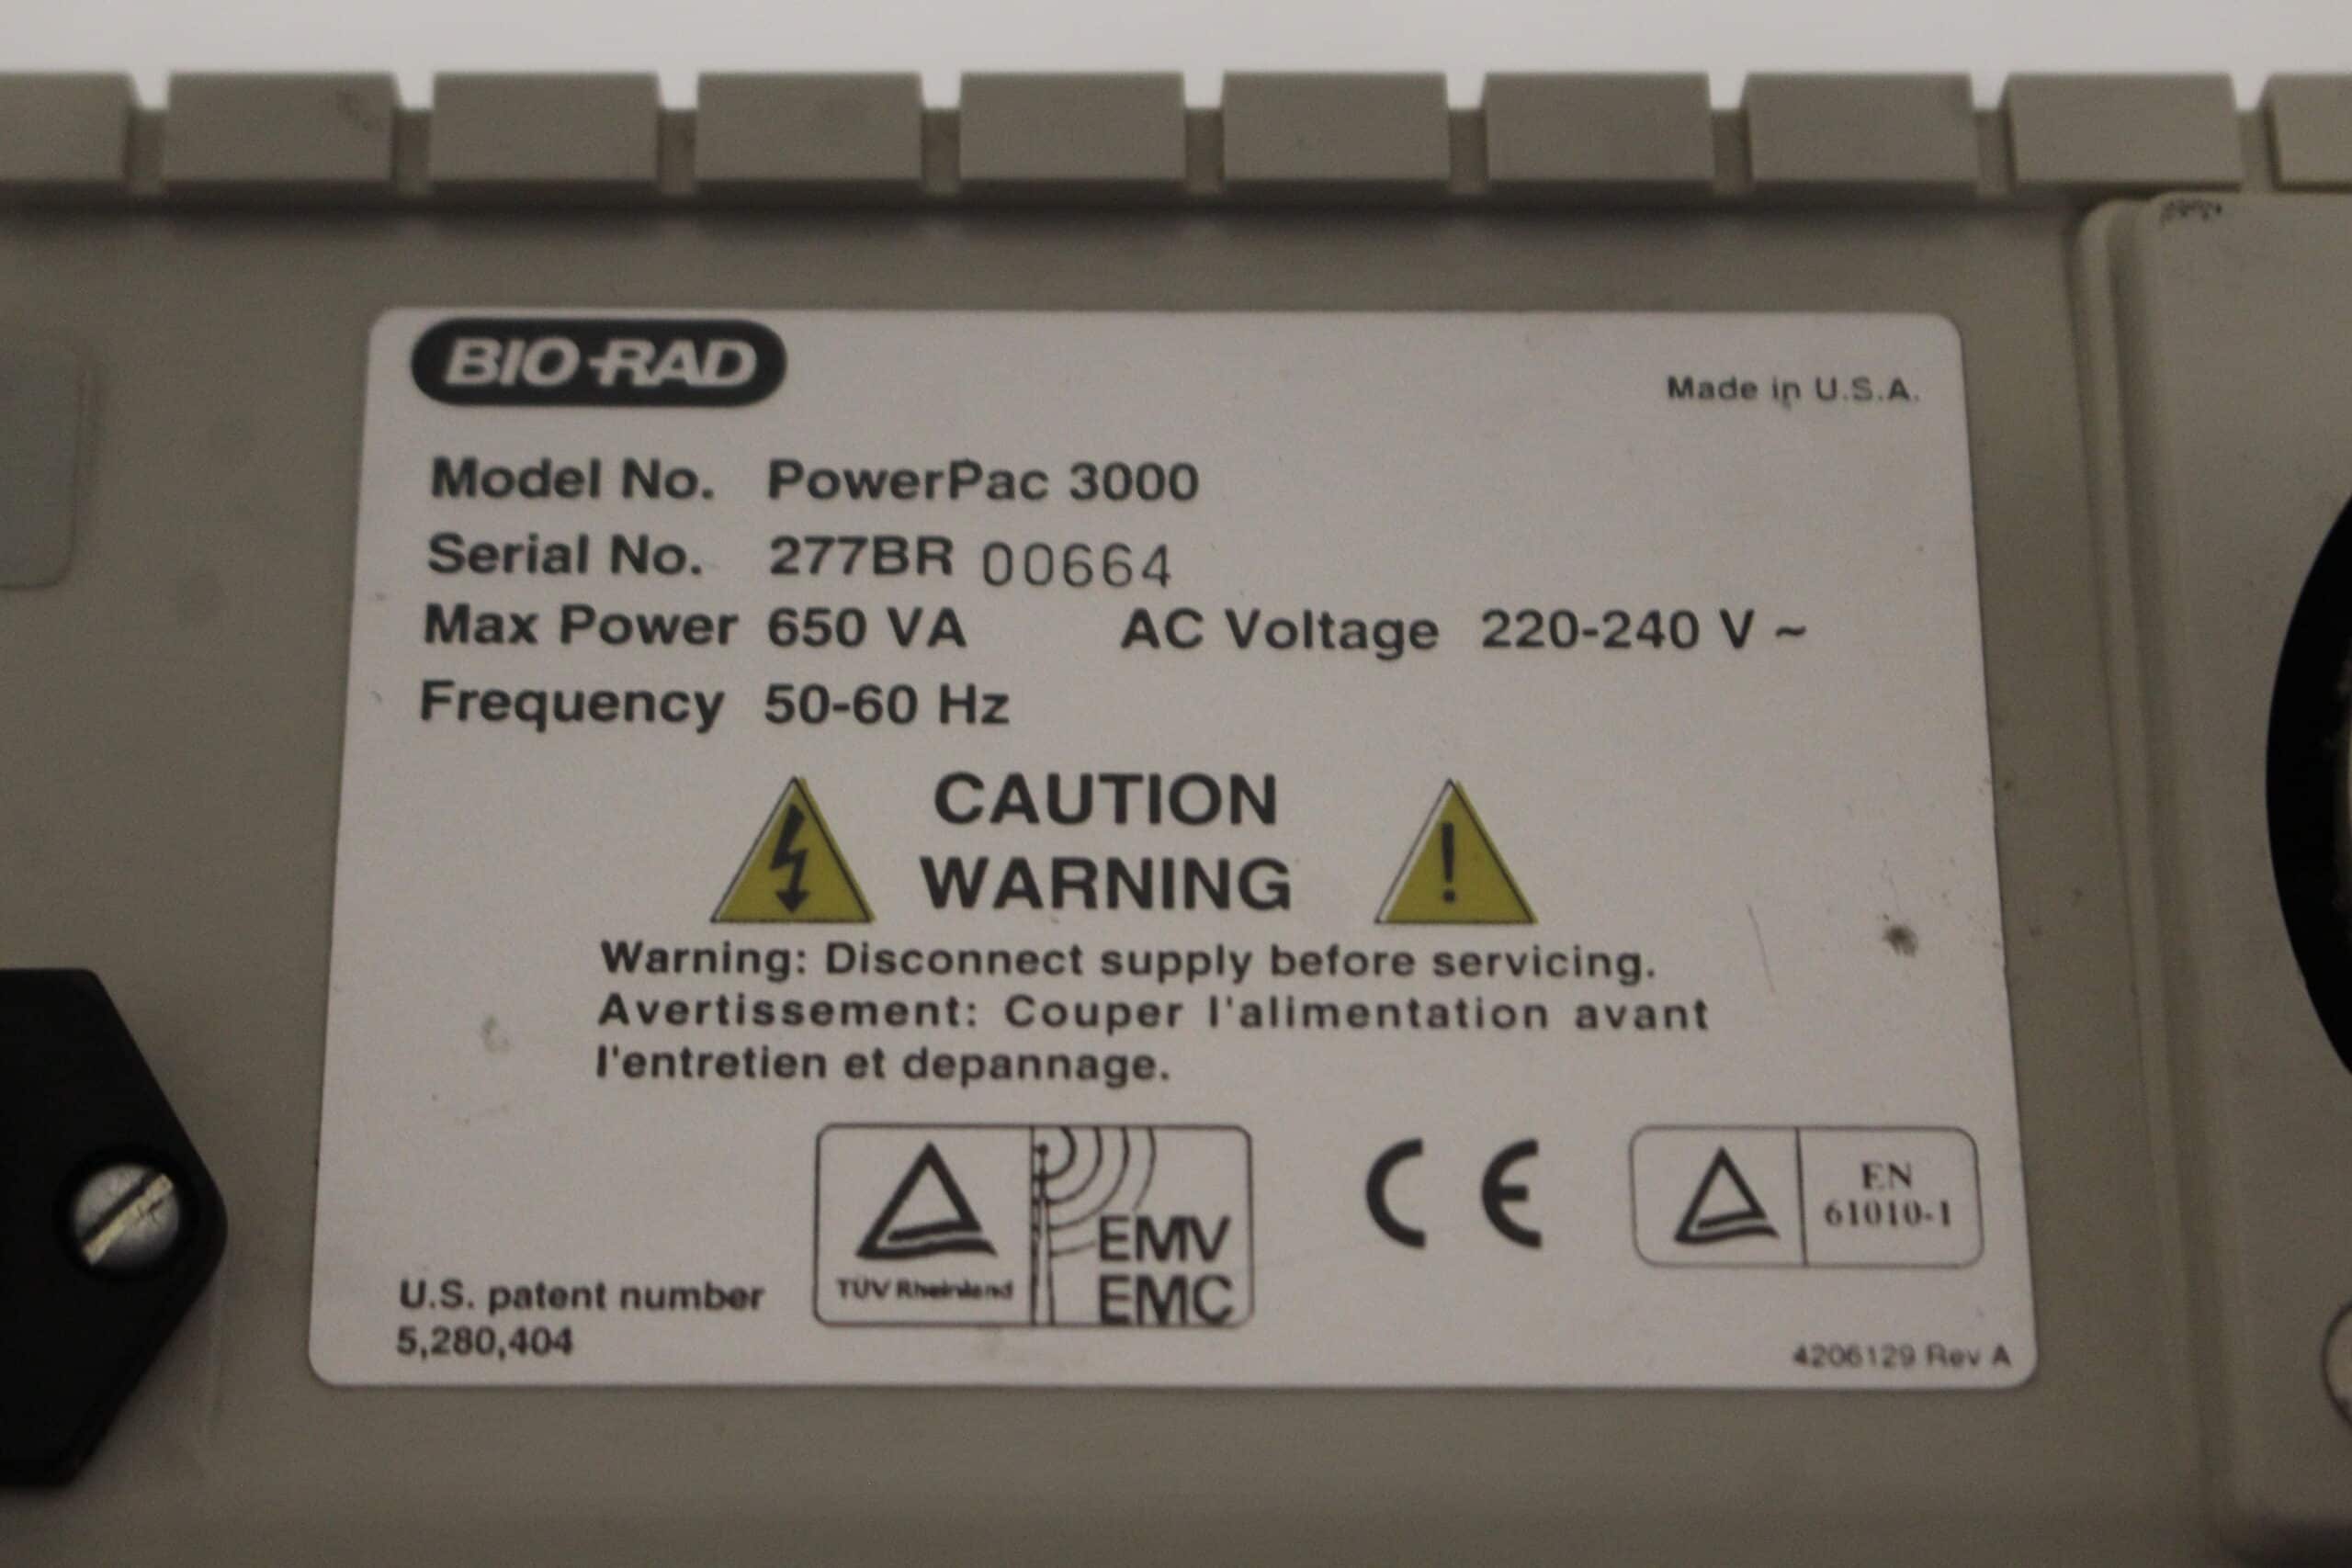 BIO-RAD
Made in U.S.A.
Model No. PowerPac 3000
Serial No. 277BR 00664
Max Power 650 VA AC Voltage 220-240 V ~
Frequency 50-60 Hz
CAUTION
WARNING
Warning: Disconnect supply before servicing.
Avertissement: Couper l'alimentation avant
l'entretien et depannage.
TÜV Rheinland
EMV
EMC
CE
EN
61010-1
U.S. patent number
5,280,404
4206129 Rev A